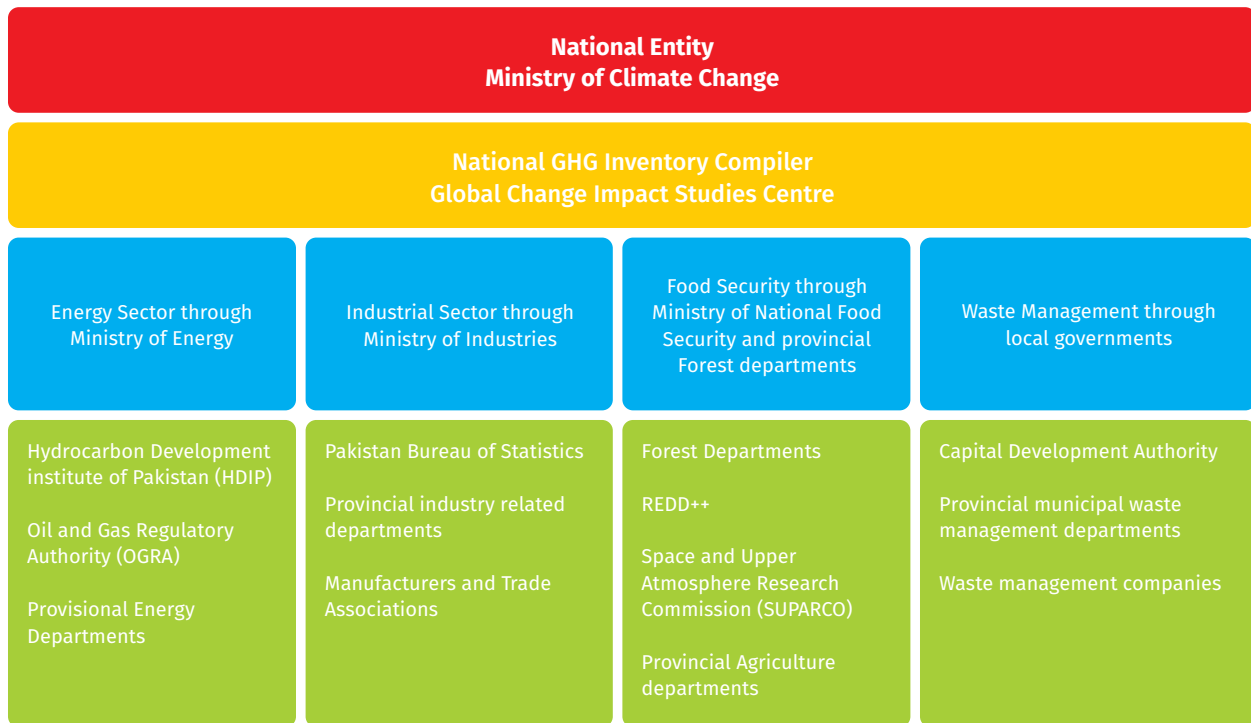 National Entity
Ministry of Climate Change
National GHG Inventory Compiler
Global Change Impact Studies Centre
Energy Sector through
Ministry of Energy
Industrial Sector through
Ministry of Industries
Food Security through
Ministry of National Food
Security and provincial
Forest departments
Waste Management through
local governments
Hydrocarbon Development
institute of Pakistan (HDIP)
Oil and Gas Regulatory
Authority (OGRA)
Provisional Energy
Departments
Pakistan Bureau of Statistics
Provincial industry related
departments
Manufacturers and Trade
Associations
Forest Departments
REDD++
Space and Upper
Atmosphere Research
Commission (SUPARCO)
Provincial Agriculture
departments
Capital Development Authority
Provincial municipal waste
management departments
Waste management companies